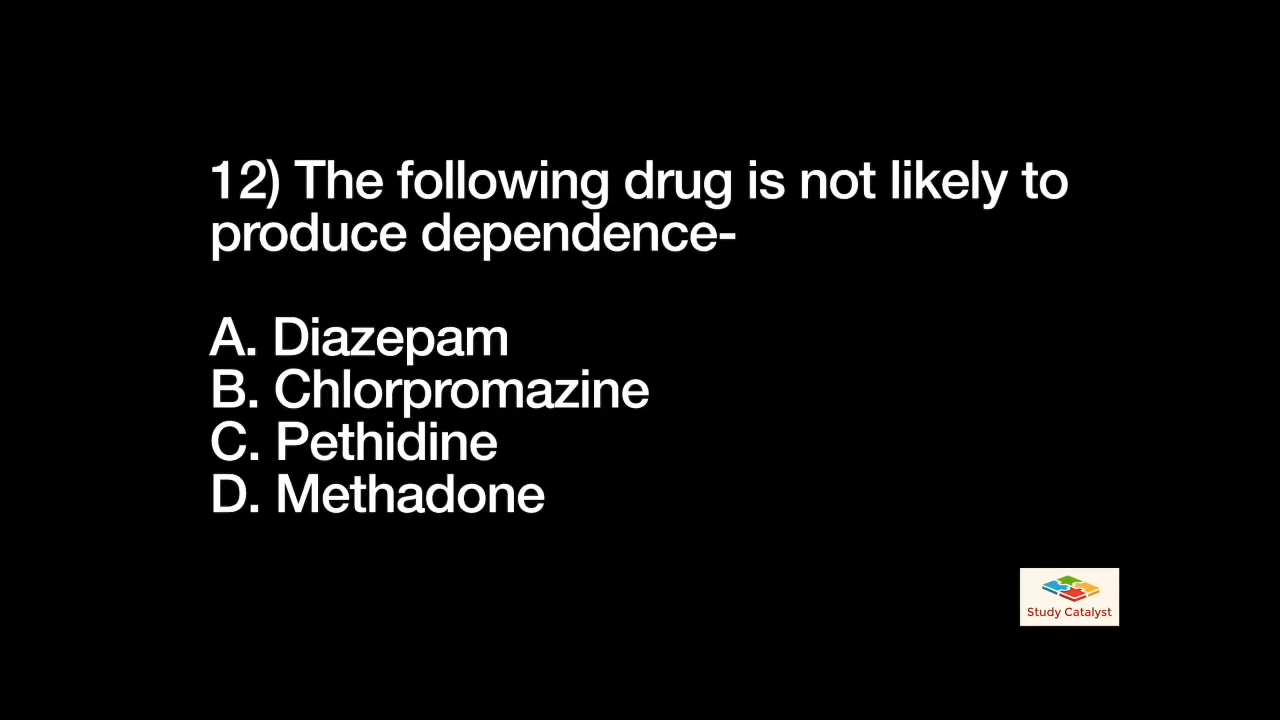 12) The following drug is not likely to
produce dependence-
A. Diazepam
B. Chlorpromazine
C. Pethidine
D. Methadone
Study Catalyst